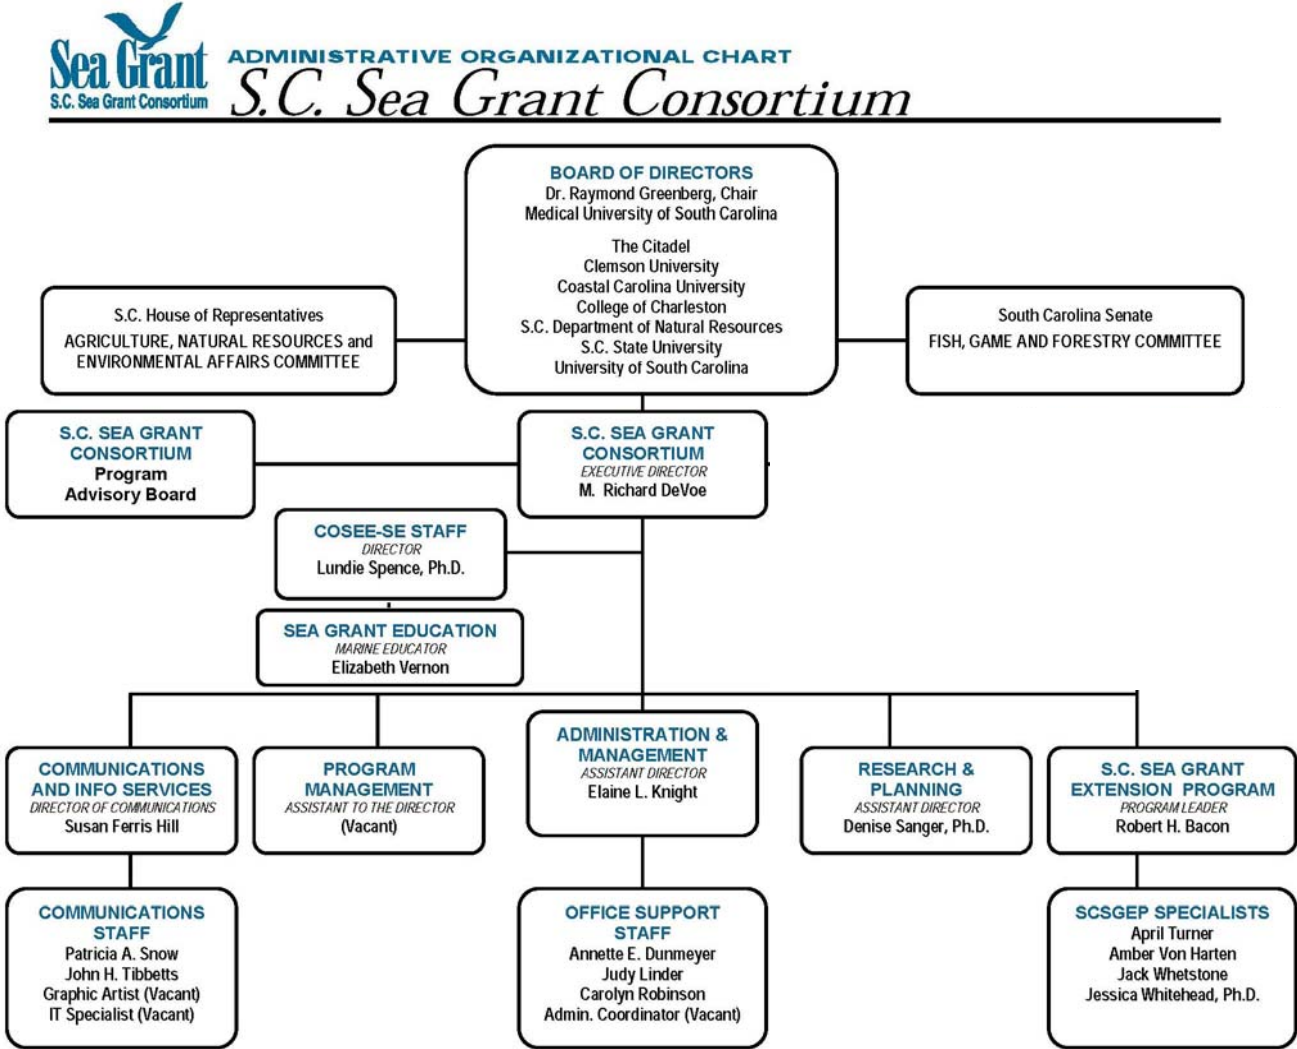 Sea Grant
S.C. Sea Grant Consortium
ADMINISTRATIVE ORGANIZATIONAL CHART
S.C. Sea Grant Consortium
BOARD OF DIRECTORS
Dr. Raymond Greenberg, Chair
Medical University of South Carolina
The Citadel
Clemson University
Coastal Carolina University
College of Charleston
S.C. Department of Natural Resources
S.C. State University
University of South Carolina
S.C. House of Representatives
AGRICULTURE, NATURAL RESOURCES and
ENVIRONMENTAL AFFAIRS COMMITTEE
South Carolina Senate
FISH, GAME AND FORESTRY COMMITTEE
S.C. SEA GRANT
CONSORTIUM
Program
Advisory Board
S.C. SEA GRANT
CONSORTIUM
EXECUTIVE DIRECTOR
M. Richard DeVoe
COSEE-SE STAFF
DIRECTOR
Lundie Spence, Ph.D.
SEA GRANT EDUCATION
MARINE EDUCATOR
Elizabeth Vernon
COMMUNICATIONS
AND INFO SERVICES
DIRECTOR OF COMMUNICATIONS
Susan Ferris Hill
PROGRAM
MANAGEMENT
ASSISTANT TO THE DIRECTOR
(Vacant)
ADMINISTRATION &
MANAGEMENT
ASSISTANT DIRECTOR
Elaine L. Knight
RESEARCH &
PLANNING
ASSISTANT DIRECTOR
Denise Sanger, Ph.D.
S.C. SEA GRANT
EXTENSION PROGRAM
PROGRAM LEADER
Robert H. Bacon
COMMUNICATIONS
STAFF
Patricia A. Snow
John H. Tibbetts
Graphic Artist (Vacant)
IT Specialist (Vacant)
OFFICE SUPPORT
STAFF
Annette E. Dunmeyer
Judy Linder
Carolyn Robinson
Admin. Coordinator (Vacant)
SCSGEP SPECIALISTS
April Turner
Amber Von Harten
Jack Whetstone
Jessica Whitehead, Ph.D.